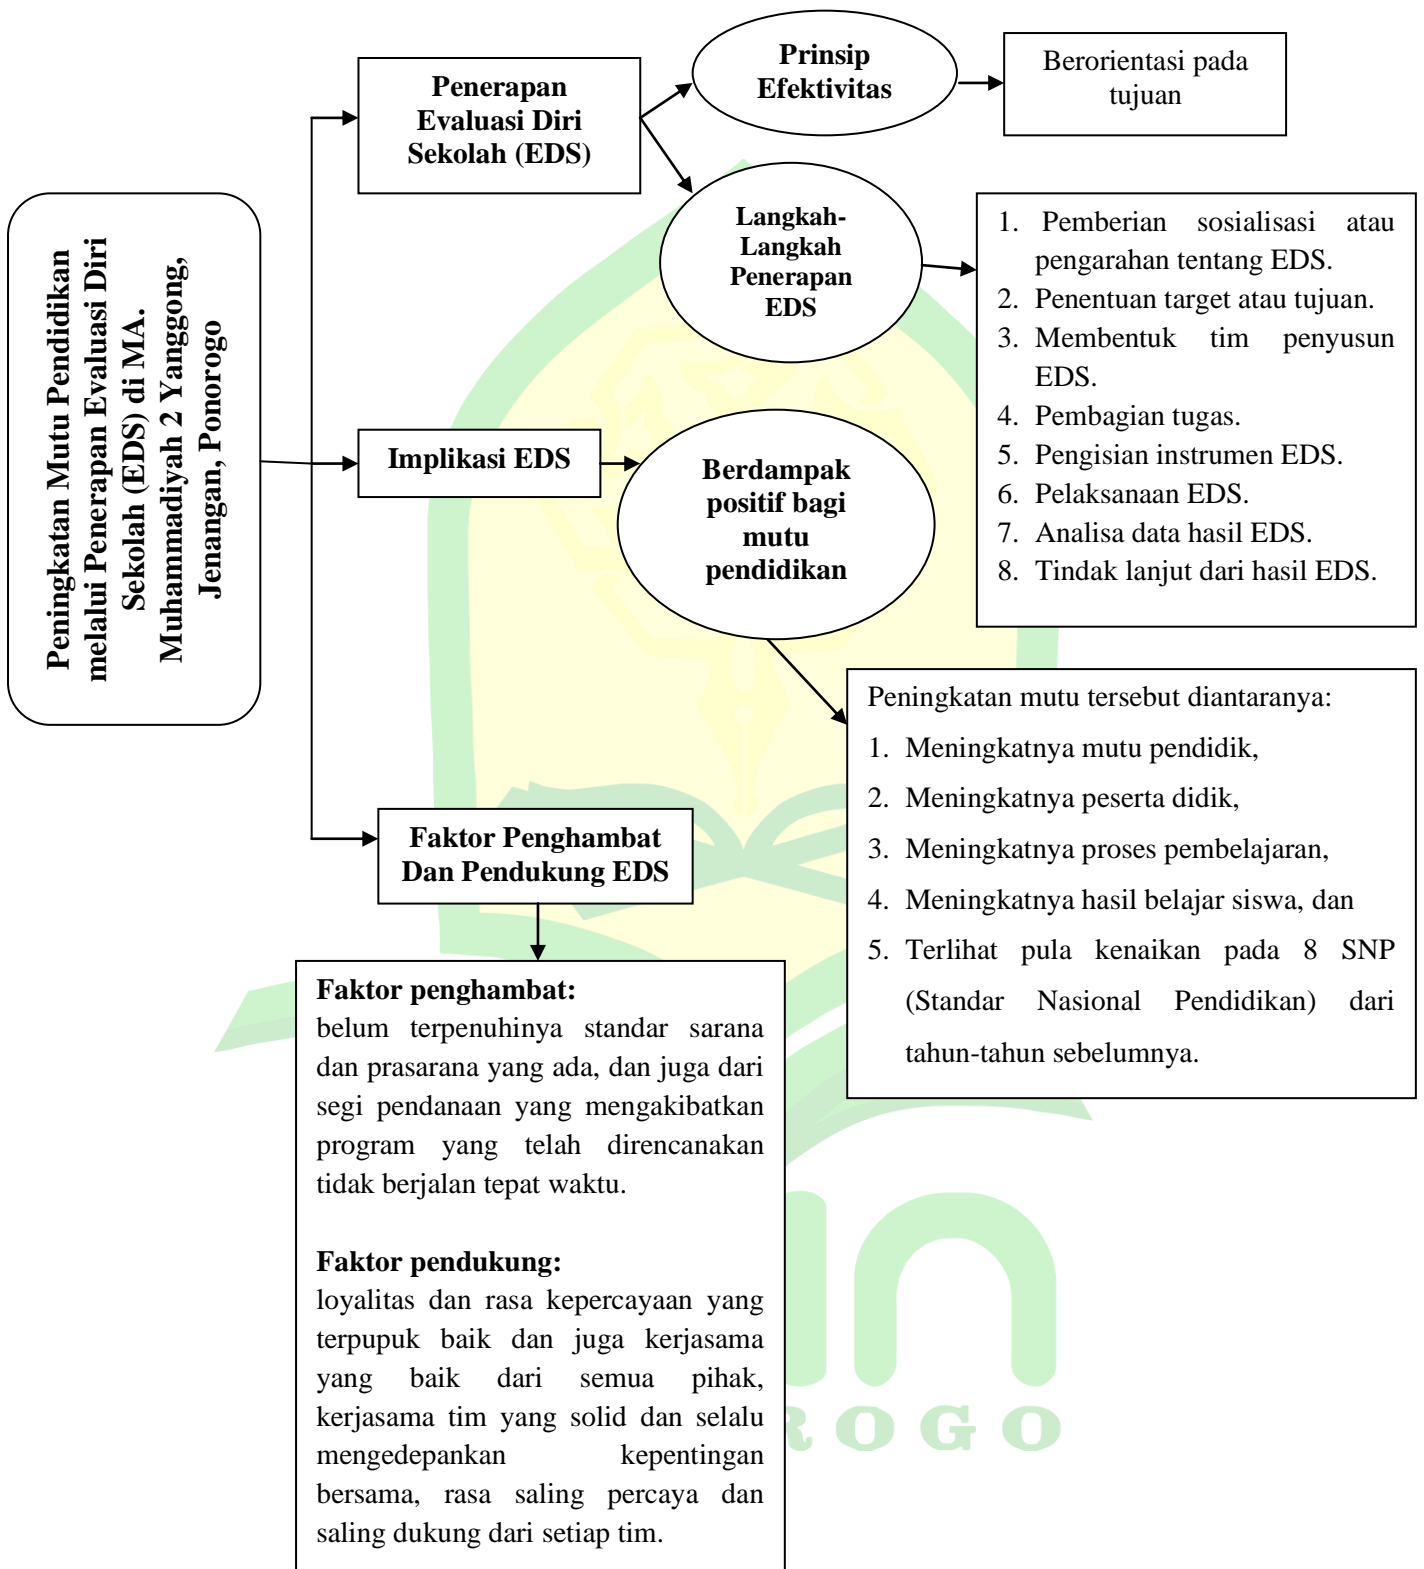 Peningkatan Mutu Pendidikan
melalui Penerapan Evaluasi Diri
Sekolah (EDS) di MA.
Muhammadiyah 2 Yanggong,
Jenangan, Ponorogo
Penerapan
Evaluasi Diri
Sekolah (EDS)
Prinsip
Efektivitas
Berorientasi pada
tujuan
Langkah-
Langkah
Penerapan
EDS
1. Pemberian sosialisasi atau
pengarahan tentang EDS.
2. Penentuan target atau tujuan.
3. Membentuk tim penyusun
EDS.
4. Pembagian tugas.
5. Pengisian instrumen EDS.
6. Pelaksanaan EDS.
7. Analisa data hasil EDS.
8. Tindak lanjut dari hasil EDS.
Implikasi EDS
Berdampak
positif bagi
mutu
pendidikan
Peningkatan mutu tersebut diantaranya:
1. Meningkatnya mutu pendidik,
2. Meningkatnya peserta didik,
3. Meningkatnya proses pembelajaran,
4. Meningkatnya hasil belajar siswa, dan
5. Terlihat pula kenaikan pada 8 SNP
(Standar Nasional Pendidikan) dari
tahun-tahun sebelumnya.
Faktor Penghambat
Dan Pendukung EDS
Faktor penghambat:
belum terpenuhinya standar sarana
dan prasarana yang ada, dan juga dari
segi pendanaan yang mengakibatkan
program yang telah direncanakan
tidak berjalan tepat waktu.
Faktor pendukung:
loyalitas dan rasa kepercayaan yang
terpupuk baik dan juga kerjasama
yang baik dari semua pihak,
kerjasama tim yang solid dan selalu
mengedepankan kepentingan
bersama, rasa saling percaya dan
saling dukung dari setiap tim.
ROGO